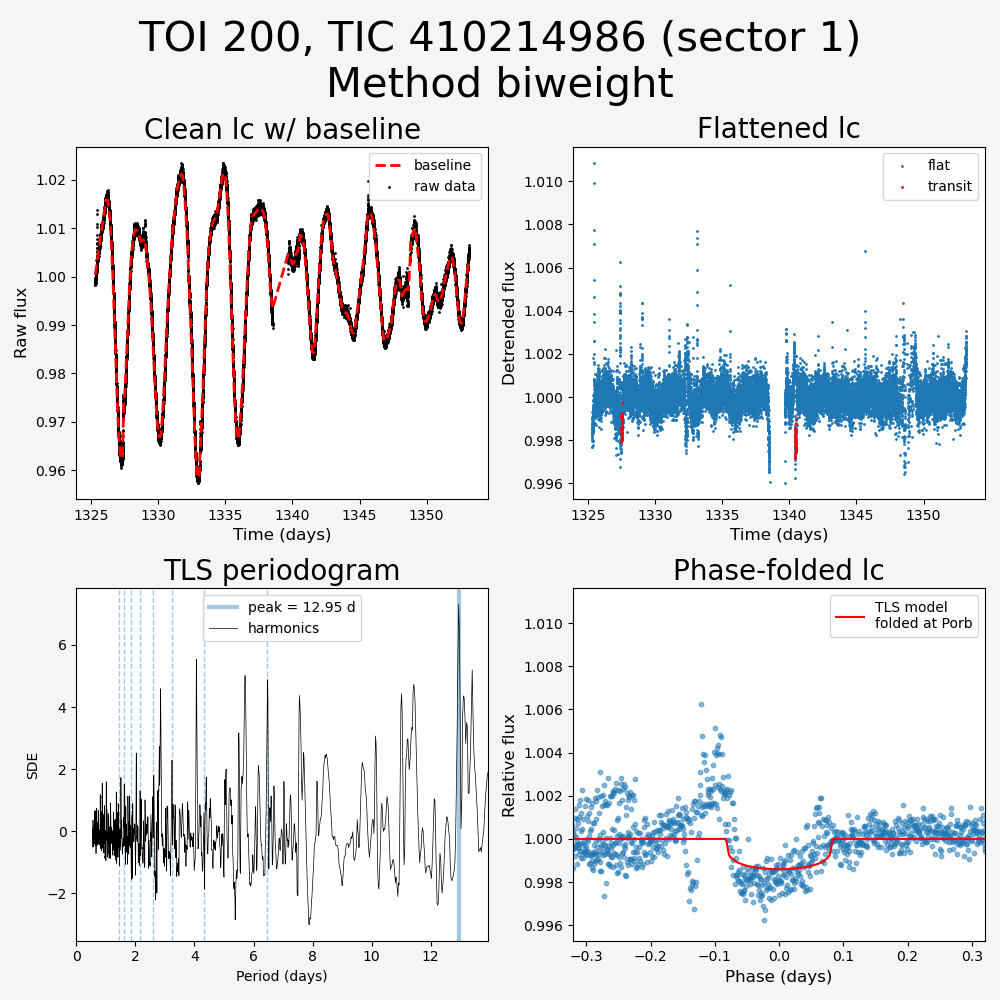 TOI 200, TIC 410214986 (sector 1)
Method biweight
Clean lc w/ baseline
Raw flux
1.02
1.01
1.00
0.99
0.98
0.97
0.96
baseline
raw data
1325
1330
1335
1340
1345
1350
Time (days)
Flattened lc
Detrended flux
1.010
1.008
1.006
1.004
1.002
1.000
0.998
0.996
flat
transit
1325
1330
1335
1340
1345
1350
Time (days)
TLS periodogram
SDE
6
4
2
0
−2
peak = 12.95 d
harmonics
0
2
4
6
8
10
12
Period (days)
Phase-folded lc
Relative flux
1.010
1.008
1.006
1.004
1.002
1.000
0.998
0.996
TLS model
folded at Porb
−0.3
−0.2
−0.1
0.0
0.1
0.2
0.3
Phase (days)